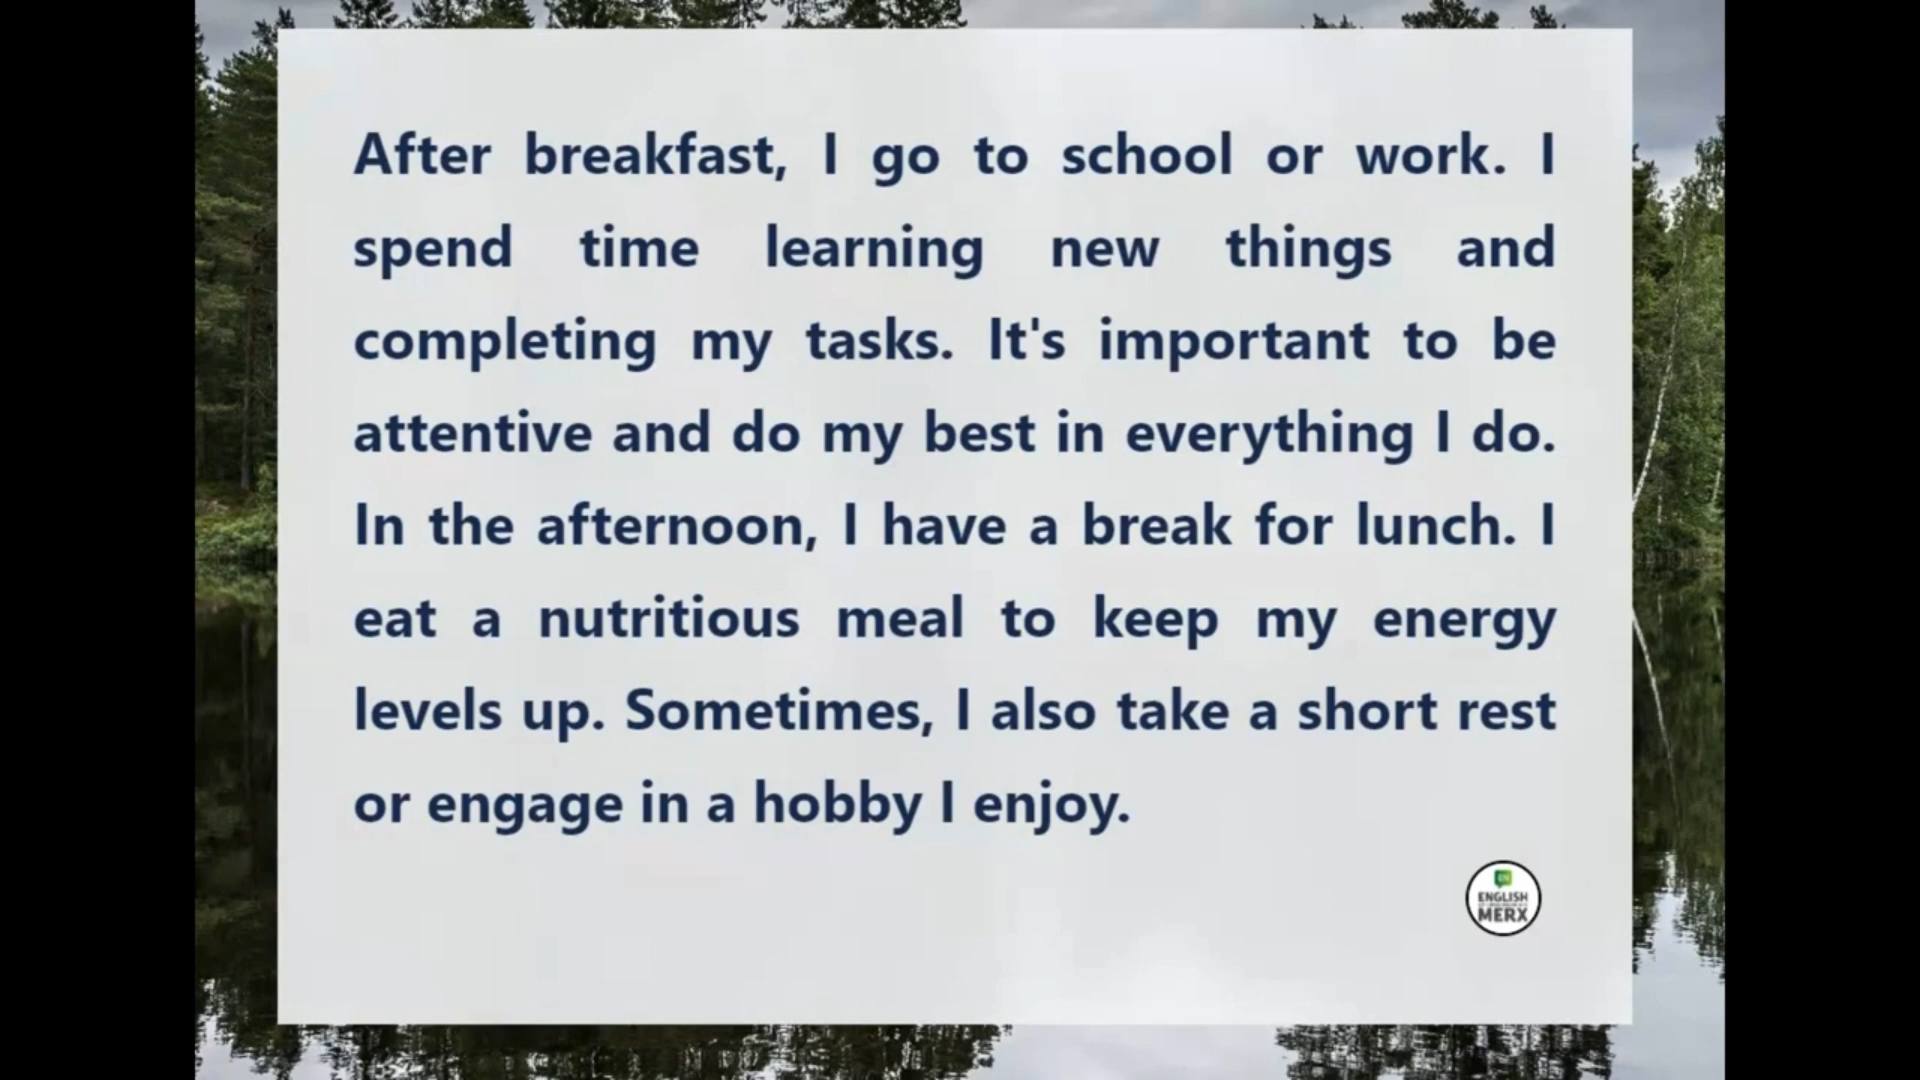 After breakfast, I go to school or work. I
spend time learning new things and
completing my tasks. It's important to be
attentive and do my best in everything I do.
In the afternoon, I have a break for lunch. I
eat a nutritious meal to keep my energy
levels up. Sometimes, I also take a short rest
or engage in a hobby I enjoy.
EN
ENGLISH
MERX